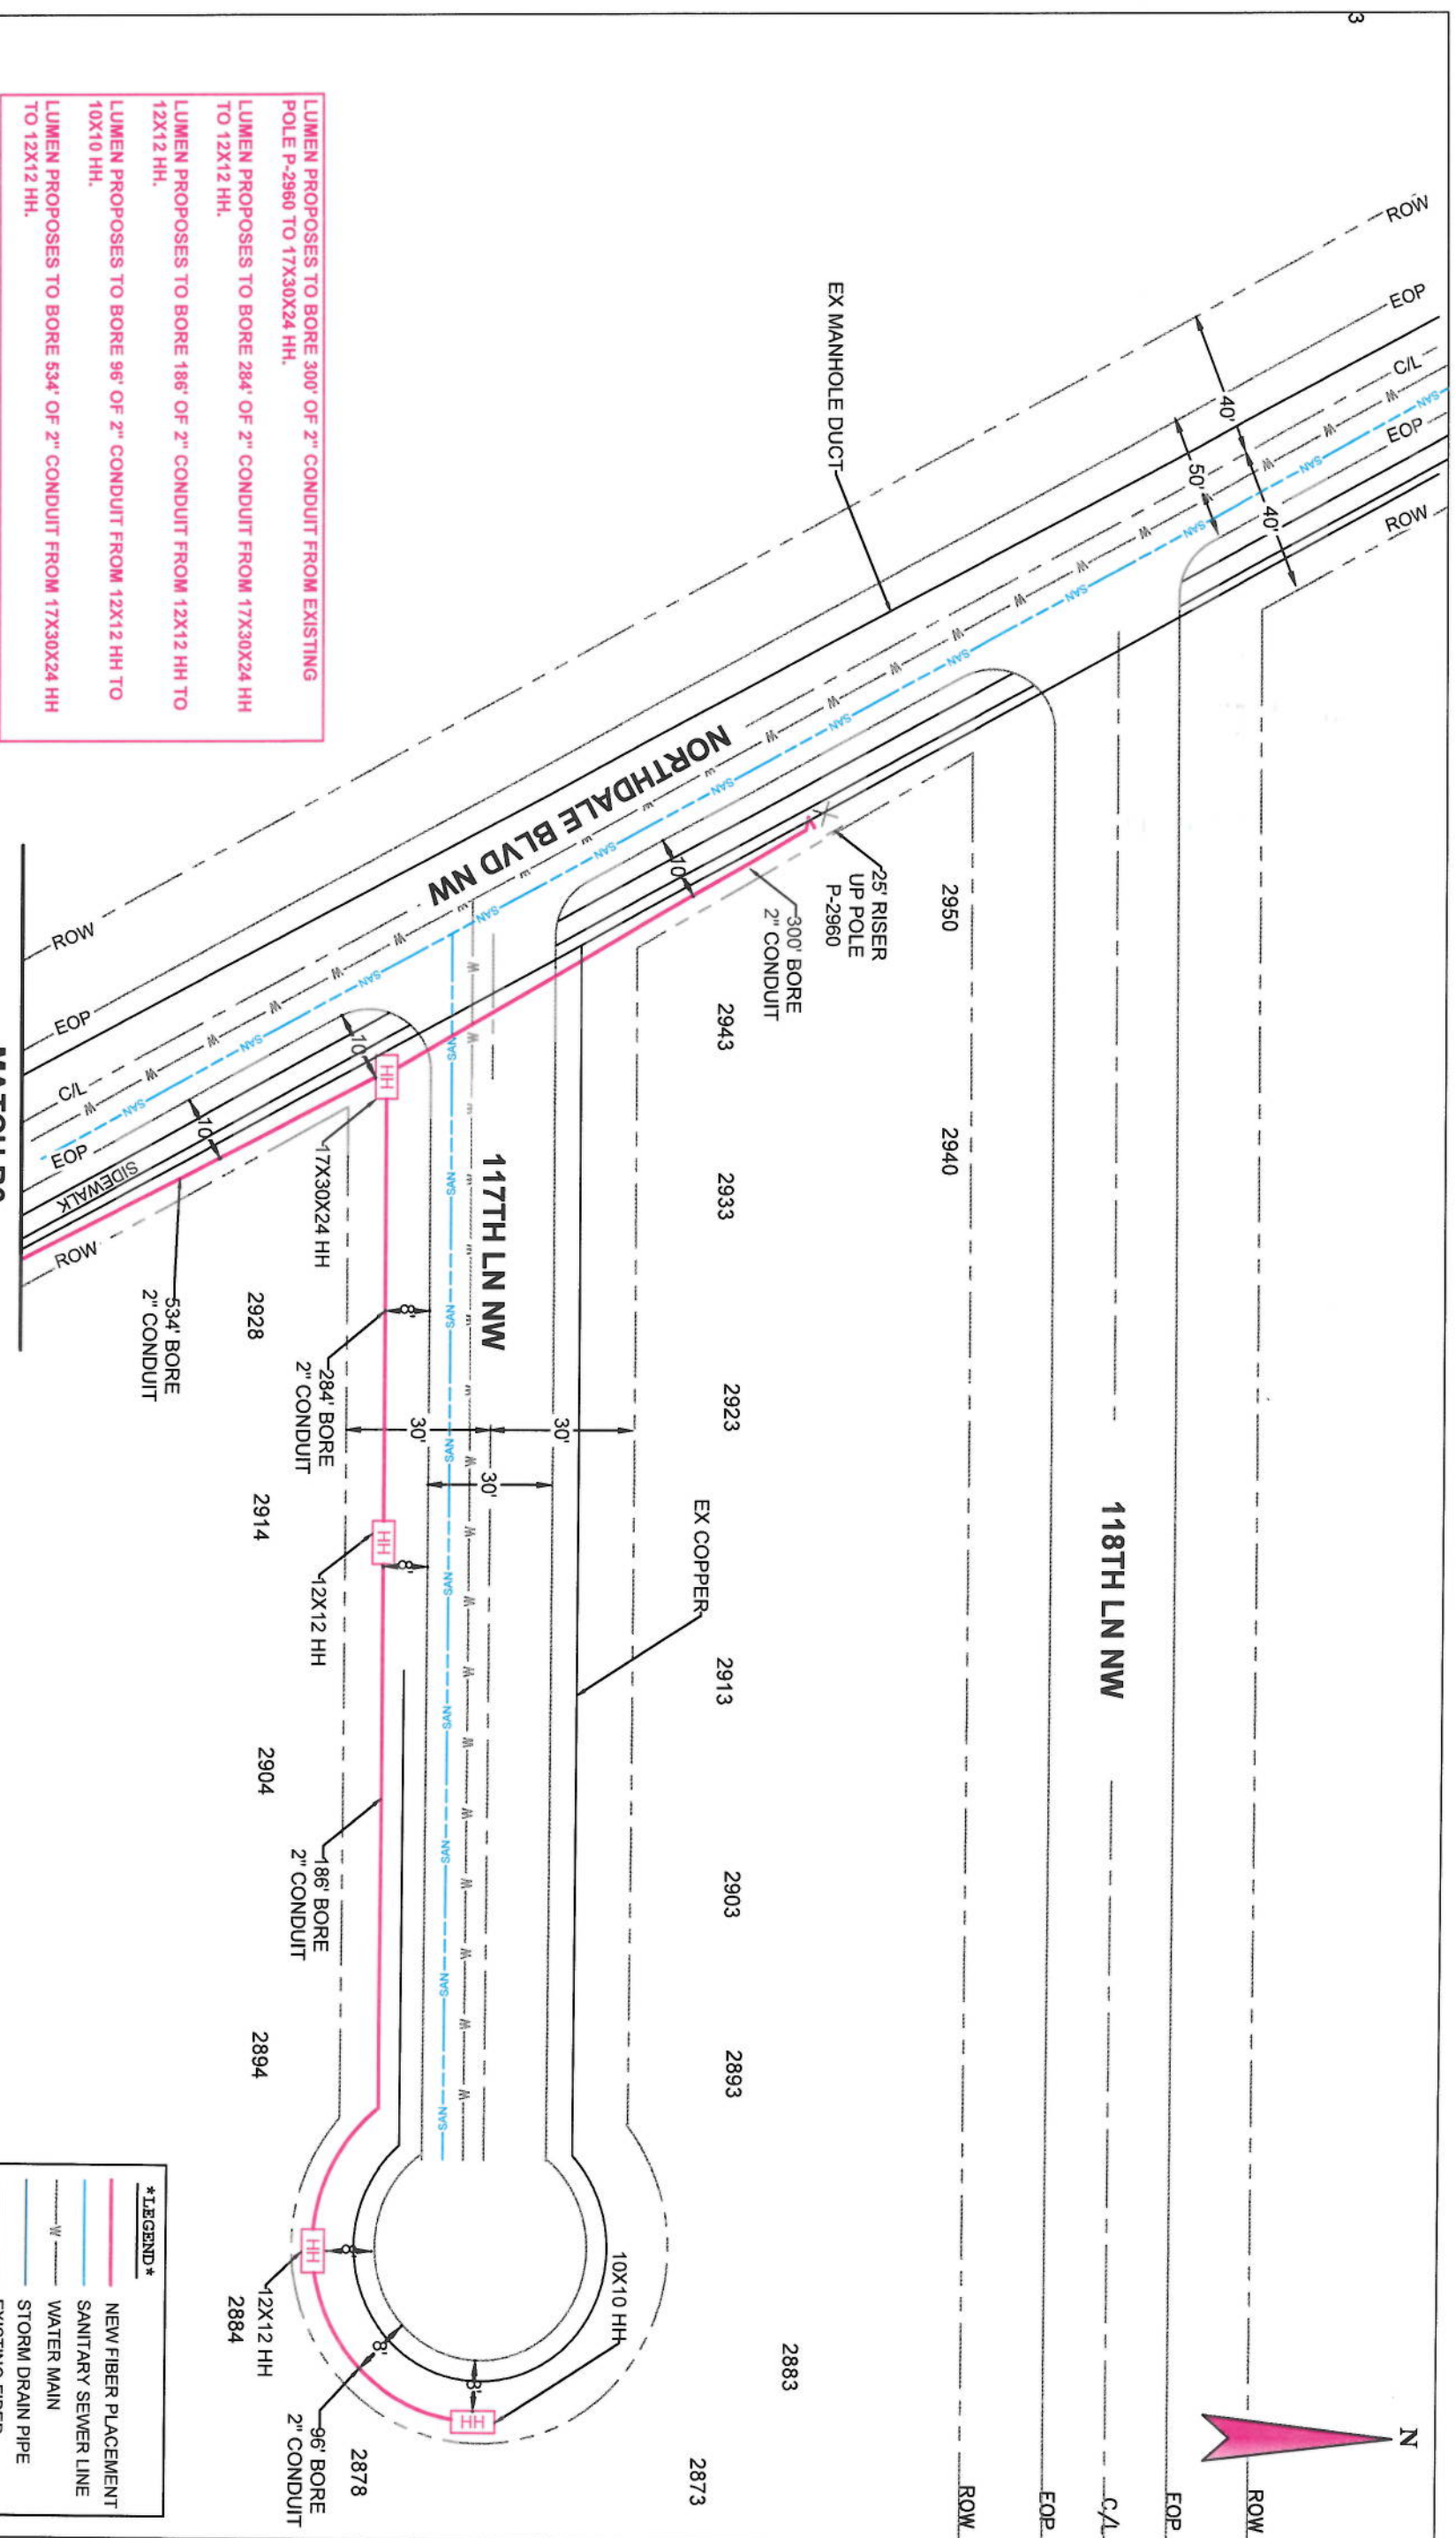 3
ROW
EOP
C/L
W
SAN
EOP
ROW
40'
50'
40'
EX MANHOLE DUCT
NORTHDALE BLVD NW
118TH LN NW
ROW
EOP
C/L
EOP
ROW
N
25' RISER
UP POLE
P-2960
300' BORE
2" CONDUIT
10'
2950
2940
2943
2933
2923
2913
2903
2893
2883
2873
EX COPPER
117TH LN NW
30'
30'
30'
10'
HH
17X30X24 HH
8'
284' BORE
2" CONDUIT
HH
8'
12X12 HH
186' BORE
2" CONDUIT
HH
8'
12X12 HH
8'
96' BORE
2" CONDUIT
8'
HH
10X10 HH
2928
2914
2904
2894
2884
2878
10'
534' BORE
2" CONDUIT
ROW
EOP
C/L
EOP
SIDEWALK
ROW
LUMEN PROPOSES TO BORE 300' OF 2" CONDUIT FROM EXISTING
POLE P-2960 TO 17X30X24 HH.
LUMEN PROPOSES TO BORE 284' OF 2" CONDUIT FROM 17X30X24 HH
TO 12X12 HH.
LUMEN PROPOSES TO BORE 186' OF 2" CONDUIT FROM 12X12 HH TO
12X12 HH.
LUMEN PROPOSES TO BORE 96' OF 2" CONDUIT FROM 12X12 HH TO
10X10 HH.
LUMEN PROPOSES TO BORE 534' OF 2" CONDUIT FROM 17X30X24 HH
TO 12X12 HH.
*LEGEND*
NEW FIBER PLACEMENT
SANITARY SEWER LINE
W WATER MAIN
STORM DRAIN PIPE